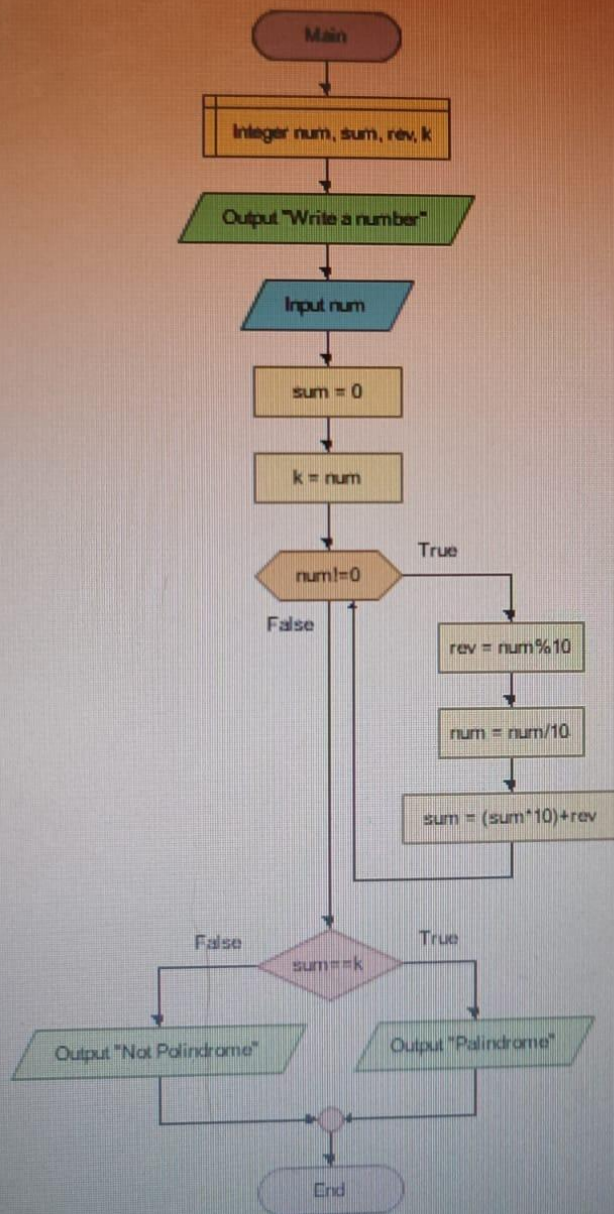 Main
Integer num, sum, rev, k
Output "Write a number"
Input num
sum = 0
k = num
num!=0
True
False
rev = num%10
num = num/10
sum = (sum*10)+rev
False
True
sum==k
Output "Not Palindrome"
Output "Palindrome"
End